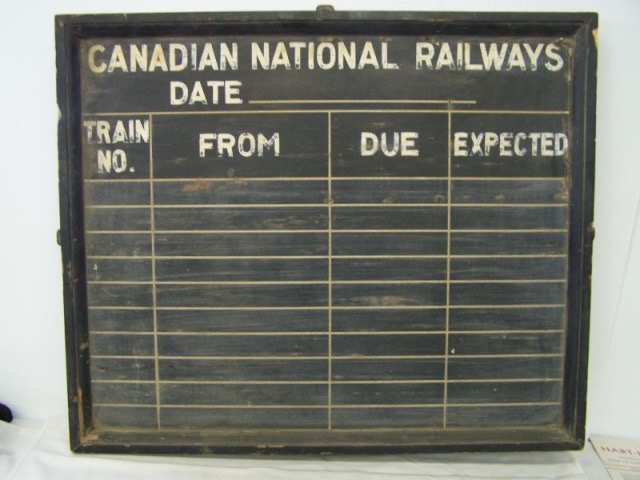 CANADIAN NATIONAL RAILWAYS
DATE
TRAIN NO. FROM DUE EXPECTED